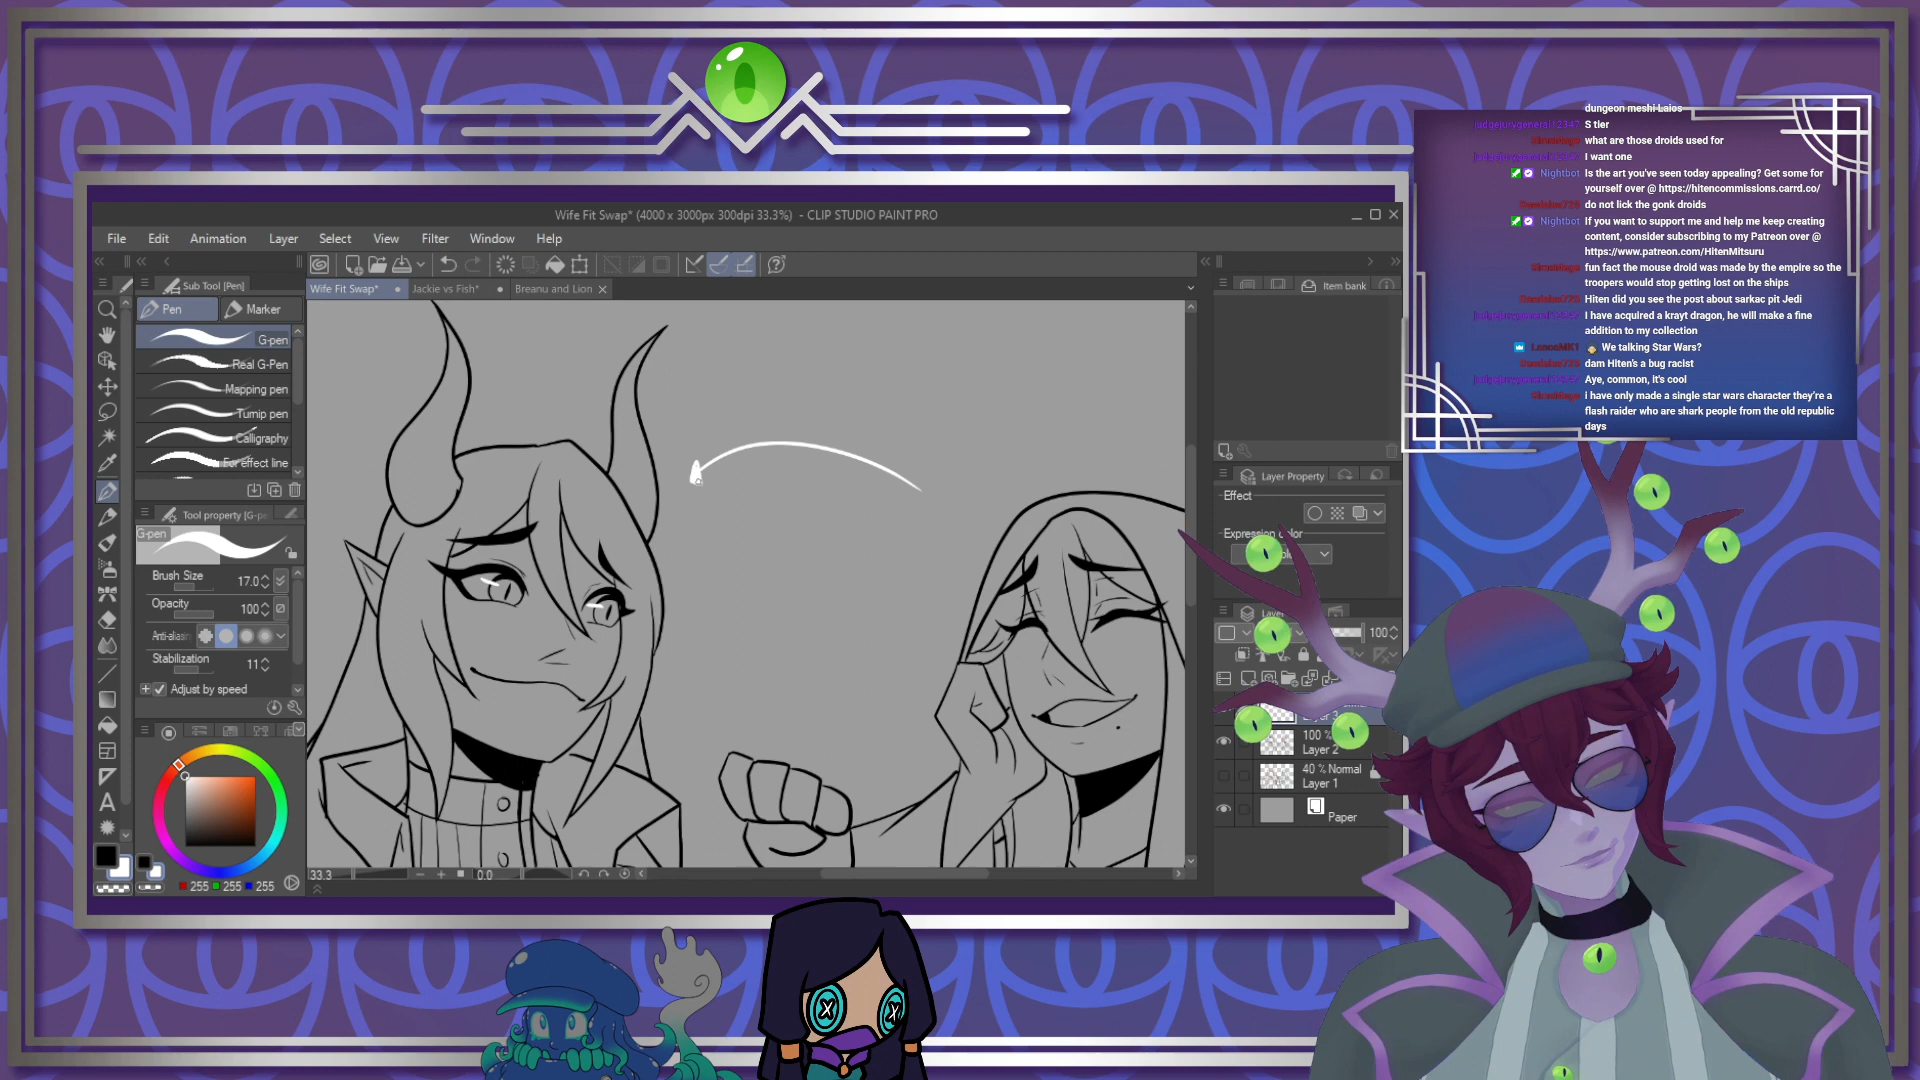 Wife Fit Swap* (4000 x 3000px 300dpi 33.3%) - CLIP STUDIO PAINT PRO
File Edit Animation Layer Select View Filter Window Help
Sub Tool [Pen]
Wife Fit Swap* Jackie vs Fish* Breanu and Lion
Pen Marker
G-pen
Real G-Pen
Mapping pen
Turnip pen
Calligraphy
For effect line
Tool property [G-pe
G-pen
Brush Size 17.0
Opacity 100
Anti-aliasin
Stabilization 11
Adjust by speed
255 255 255
33.3 0.0
Item bank
Layer Property
Effect
Expression color
100
Layer 3
100 %
Layer 2
40 % Normal
Layer 1
Paper
dungeon meshi Laios
S tier
what are those droids used for
I want one
Nightbot Is the art you've seen today appealing? Get some for
yourself over @ https://hitencommissions.carrd.co/
do not lick the gonk droids
Nightbot If you want to support me and help me keep creating
content, consider subscribing to my Patreon over @
https://www.patreon.com/HitenMitsuru
fun fact the mouse droid was made by the empire so the
troopers would stop getting lost on the ships
Hiten did you see the post about sarkac pit Jedi
I have acquired a krayt dragon, he will make a fine
addition to my collection
We talking Star Wars?
dam Hiten's a bug racist
Aye, common, it's cool
i have only made a single star wars character they're a
flash raider who are shark people from the old republic
days